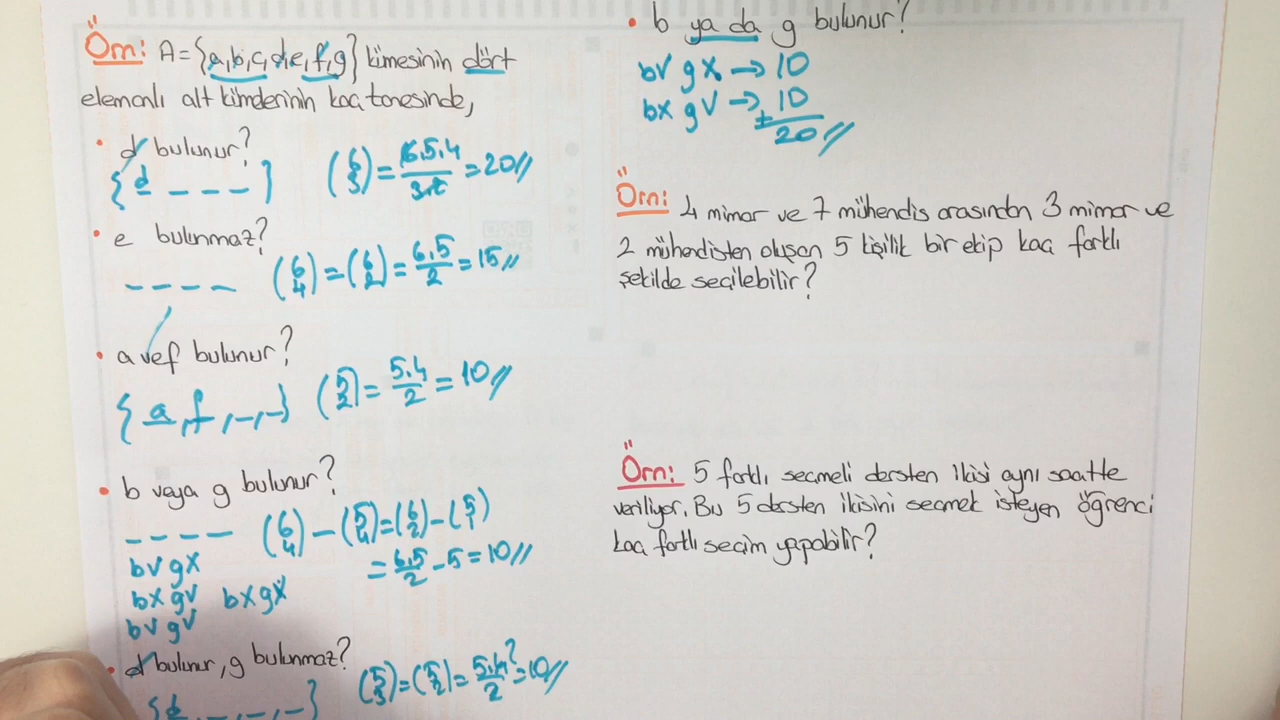 Örn: A={a,b,c,d,e,f,g} kümesinin dört
elemanlı alt kümelerinin kaç tanesinde,
• d bulunur?
{d _ _ _} (6 3) = 6.5.4/3.2 = 20//
• e bulunmaz?
_ _ _ _ (6 4) = (6 2) = 6.5/2 = 15//
• a ve f bulunur?
{a, f, _, _} (5 2) = 5.4/2 = 10//
• b veya g bulunur?
_ _ _ _ (6 4) - (5 4) = (6 2) - (5 1)
= 6.5/2 - 5 = 10//
b✓ g✗
b✗ g✓ b✗ g✗
b✓ g✓
• d bulunur, g bulunmaz?
{d, _, _, _} (5 3) = (5 2) = 5.4/2 = 10//
• b ya da g bulunur?
b✓ g✗ → 10
b✗ g✓ → 10
+
20//
Örn: 4 mimar ve 7 mühendis arasından 3 mimar ve
2 mühendisten oluşan 5 kişilik bir ekip kaç farklı
şekilde seçilebilir?
Örn: 5 farklı seçmeli dersten ikisi aynı saatte
veriliyor. Bu 5 dersten ikisini seçmek isteyen öğrenci
kaç farklı seçim yapabilir?